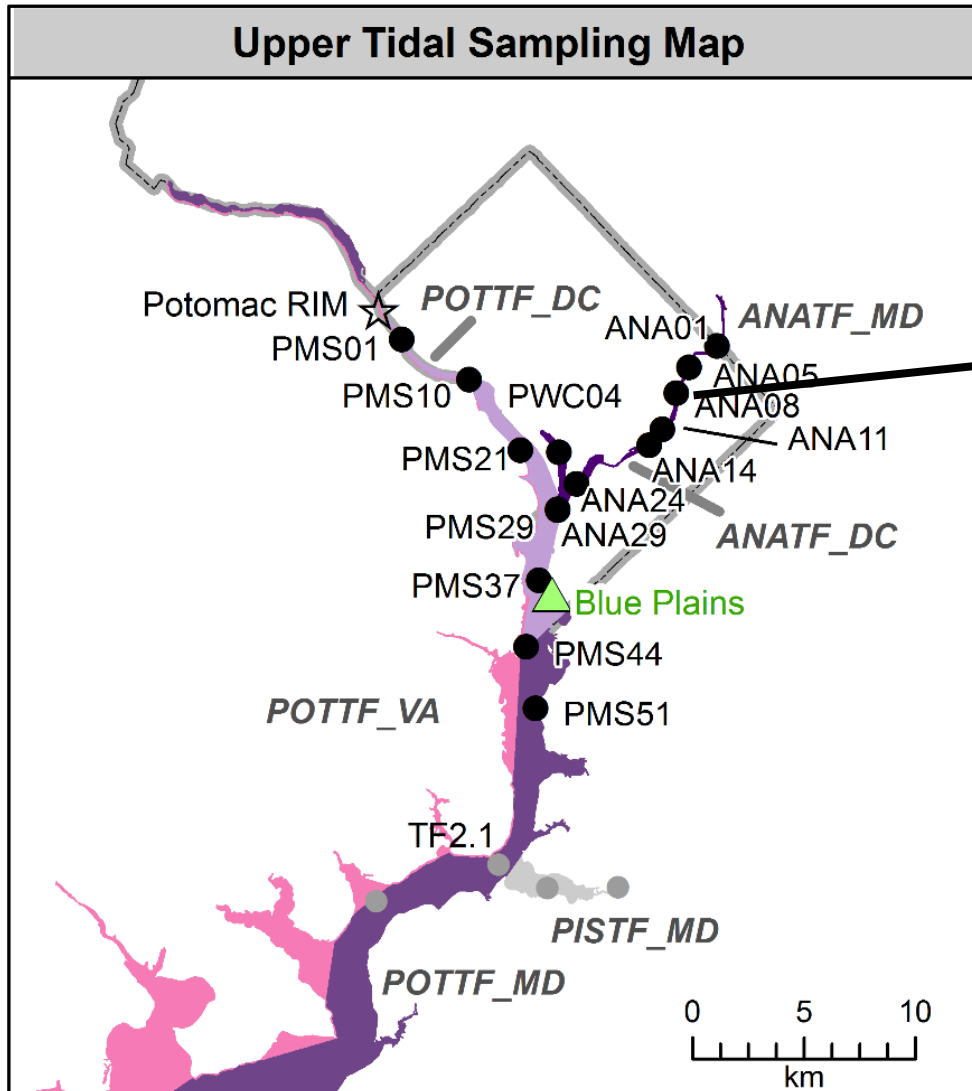 Upper Tidal Sampling Map
Potomac RIM
POTTF_DC
ANATF_MD
ANA01
PMS01
ANA05
PMS10
PWC04
ANA08
ANA11
PMS21
ANA14
ANA24
PMS29
ANA29
ANATF_DC
PMS37
Blue Plains
PMS44
POTTF_VA
PMS51
TF2.1
PISTF_MD
POTTF_MD
0 5 10
km